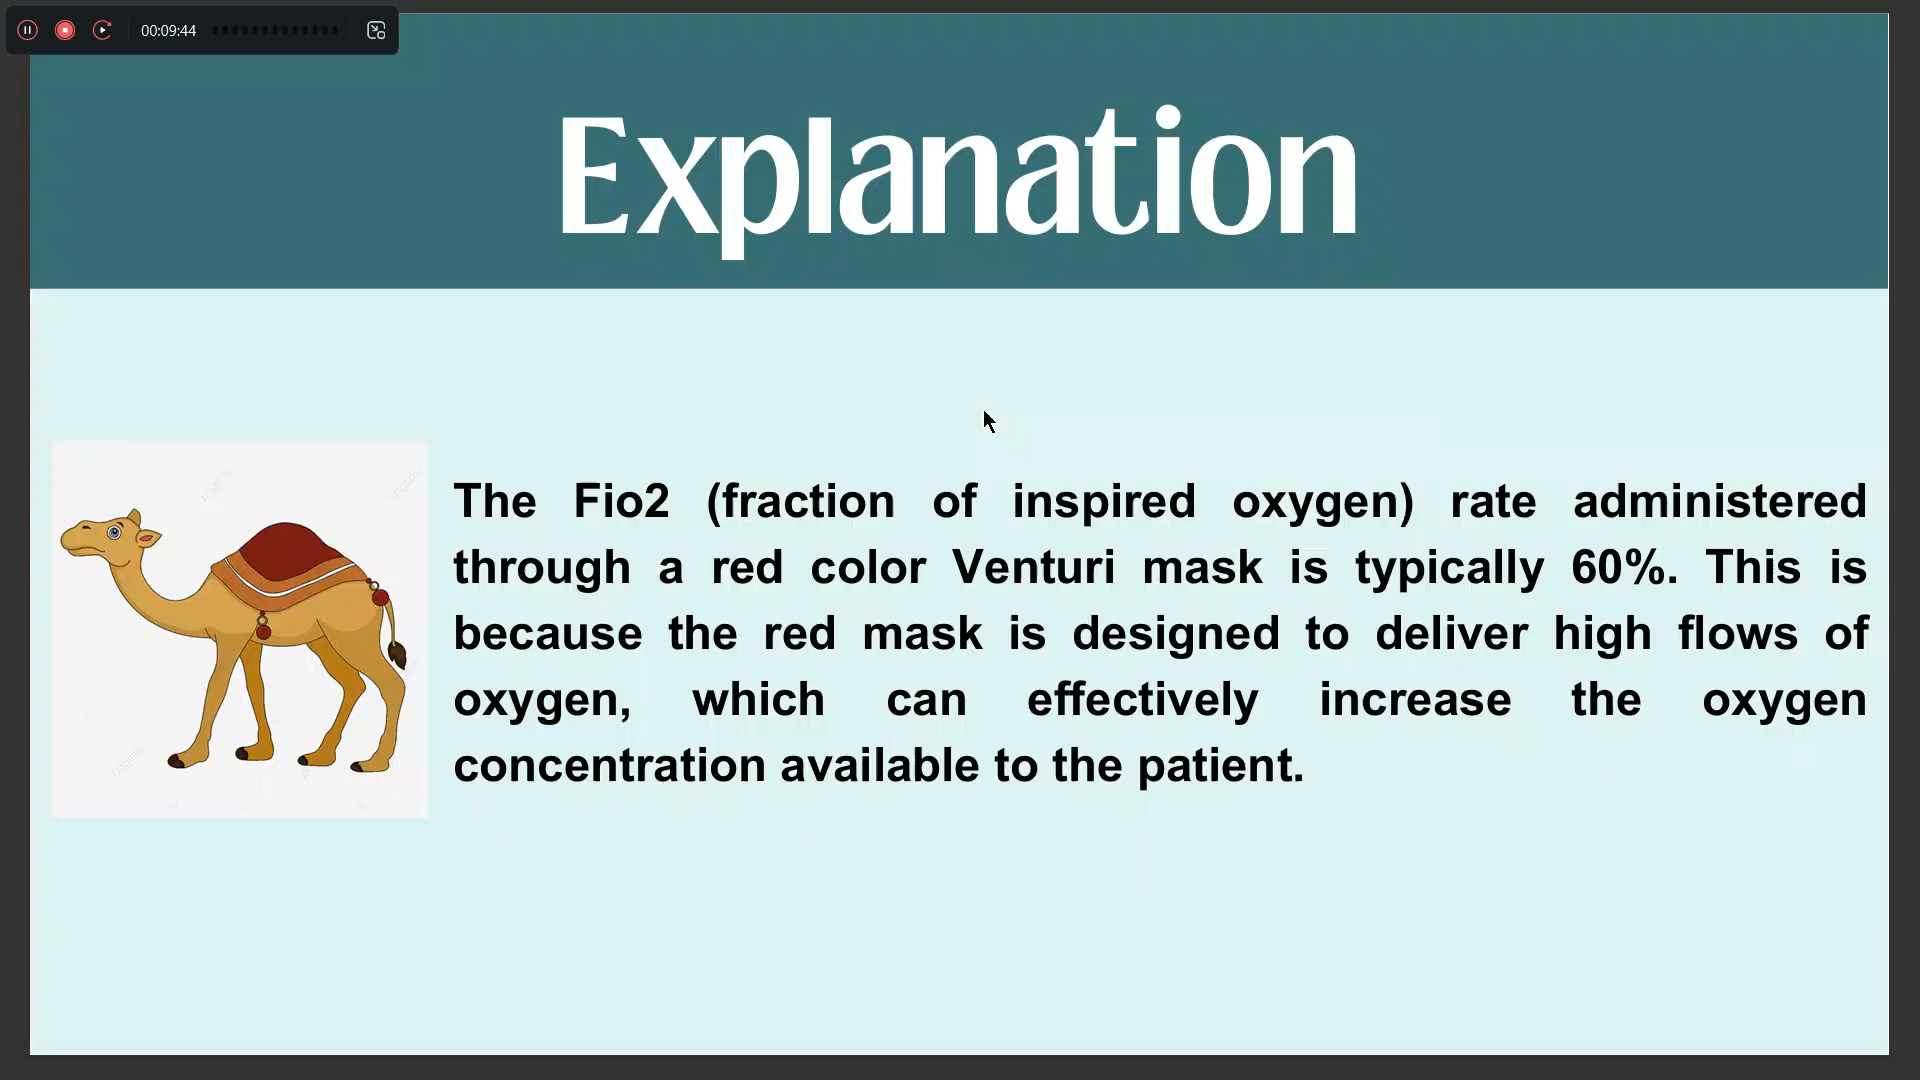 00:09:44
Explanation
The Fio2 (fraction of inspired oxygen) rate administered
through a red color Venturi mask is typically 60%. This is
because the red mask is designed to deliver high flows of
oxygen, which can effectively increase the oxygen
concentration available to the patient.